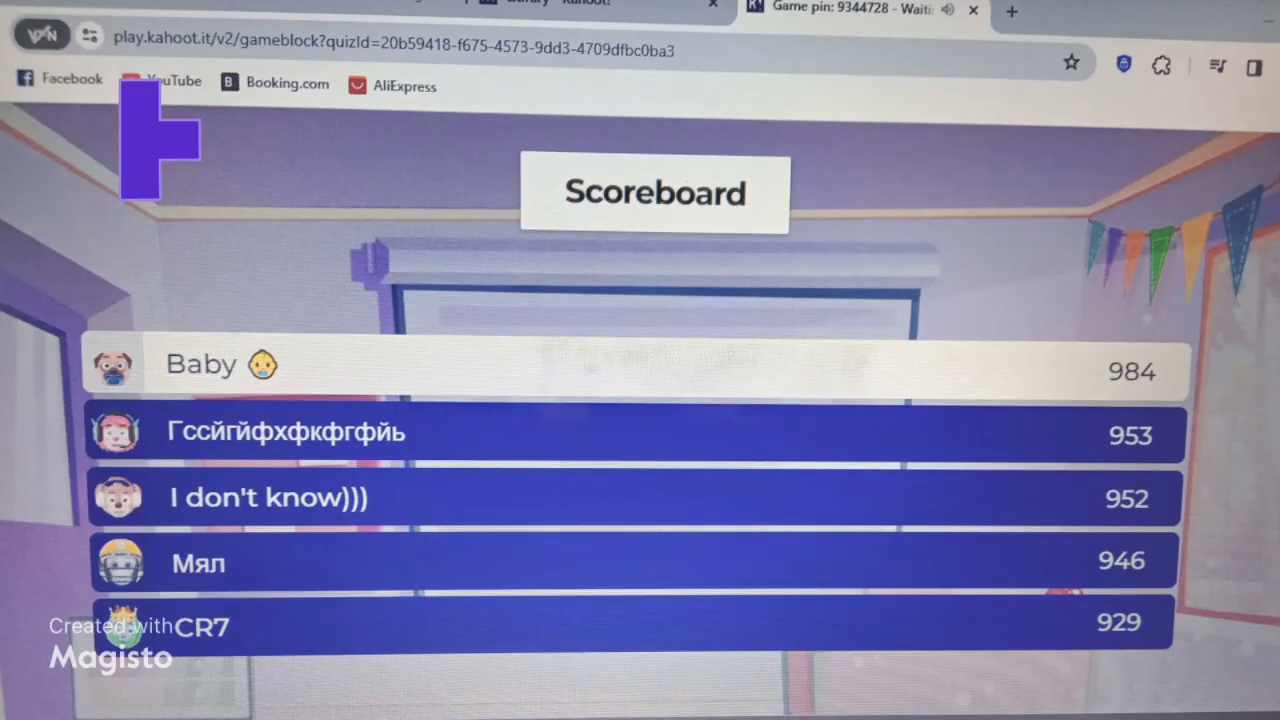 Game pin: 9344728 - Waiti
VPN
play.kahoot.it/v2/gameblock?quizId=20b59418-f675-4573-9dd3-4709dfbc0ba3
Facebook
YouTube
Booking.com
AliExpress
Scoreboard
Baby 👶 984
Гссйгйфхфкфгфйь 953
I don't know))) 952
Мял 946
CR7 929
Created with
Magisto